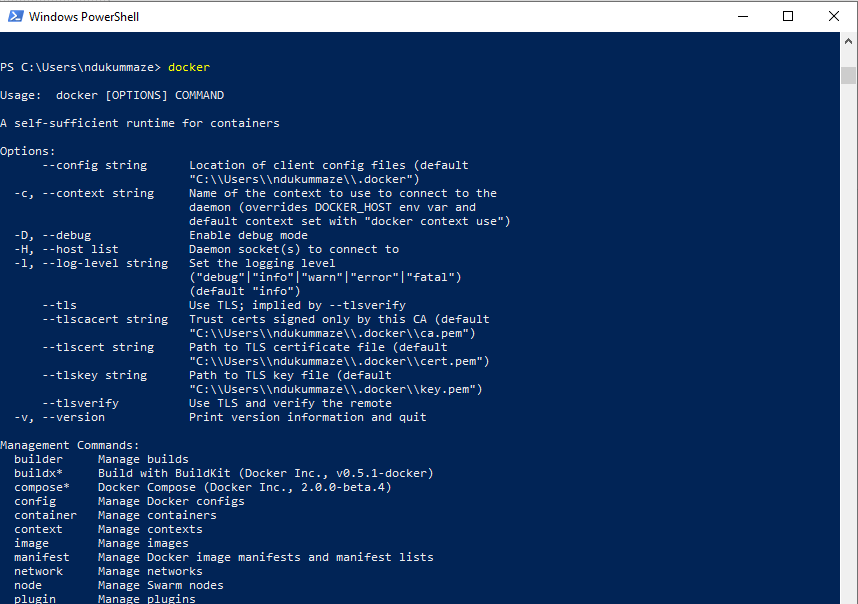 Windows PowerShell
PS C:\Users\ndukummaze> docker
Usage:  docker [OPTIONS] COMMAND
A self-sufficient runtime for containers
Options:
      --config string      Location of client config files (default
                           "C:\\Users\\ndukummaze\\.docker")
  -c, --context string     Name of the context to use to connect to the
                           daemon (overrides DOCKER_HOST env var and
                           default context set with "docker context use")
  -D, --debug              Enable debug mode
  -H, --host list          Daemon socket(s) to connect to
  -l, --log-level string   Set the logging level
                           ("debug"|"info"|"warn"|"error"|"fatal")
                           (default "info")
      --tls                Use TLS; implied by --tlsverify
      --tlscacert string   Trust certs signed only by this CA (default
                           "C:\\Users\\ndukummaze\\.docker\\ca.pem")
      --tlscert string     Path to TLS certificate file (default
                           "C:\\Users\\ndukummaze\\.docker\\cert.pem")
      --tlskey string      Path to TLS key file (default
                           "C:\\Users\\ndukummaze\\.docker\\key.pem")
      --tlsverify          Use TLS and verify the remote
  -v, --version            Print version information and quit
Management Commands:
  builder     Manage builds
  buildx*     Build with BuildKit (Docker Inc., v0.5.1-docker)
  compose*    Docker Compose (Docker Inc., 2.0.0-beta.4)
  config      Manage Docker configs
  container   Manage containers
  context     Manage contexts
  image       Manage images
  manifest    Manage Docker image manifests and manifest lists
  network     Manage networks
  node        Manage Swarm nodes
  plugin      Manage plugins